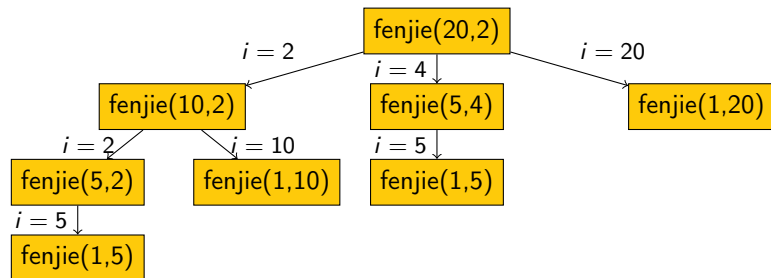 fenjie(20,2)
i = 2
i = 4
i = 20
fenjie(10,2)
fenjie(5,4)
fenjie(1,20)
i = 2
i = 10
i = 5
fenjie(5,2)
fenjie(1,10)
fenjie(1,5)
i = 5
fenjie(1,5)